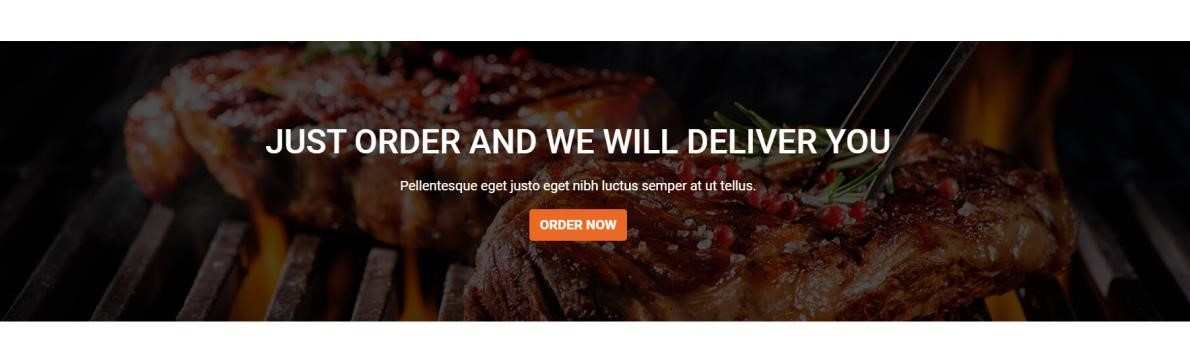 JUST ORDER AND WE WILL DELIVER YOU
Pellentesque eget justo eget nibh luctus semper at ut tellus.
ORDER NOW